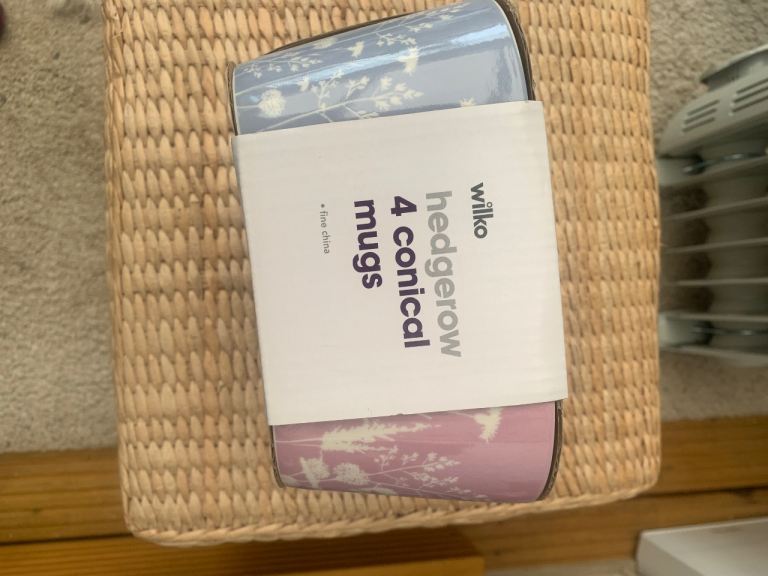 wilko
hedgerow
4 conical
mugs
• fine china